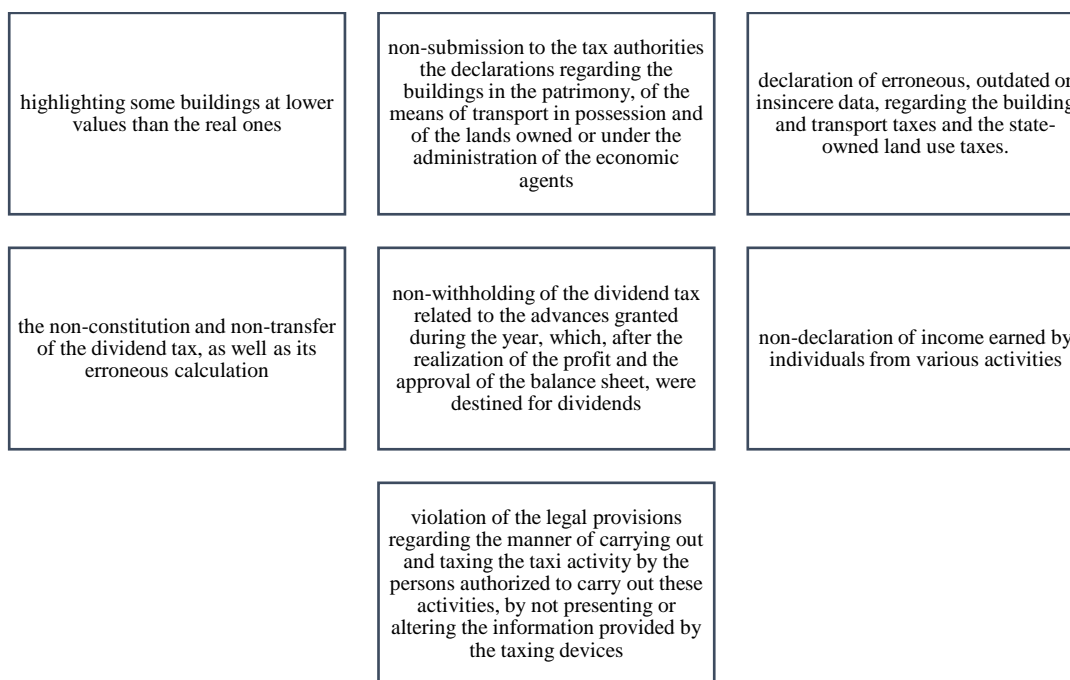 highlighting some buildings at lower
values than the real ones
non-submission to the tax authorities
the declarations regarding the
buildings in the patrimony, of the
means of transport in possession and
of the lands owned or under the
administration of the economic
agents
declaration of erroneous, outdated or
insincere data, regarding the building
and transport taxes and the state-
owned land use taxes.
the non-constitution and non-transfer
of the dividend tax, as well as its
erroneous calculation
non-withholding of the dividend tax
related to the advances granted
during the year, which, after the
realization of the profit and the
approval of the balance sheet, were
destined for dividends
non-declaration of income earned by
individuals from various activities
violation of the legal provisions
regarding the manner of carrying out
and taxing the taxi activity by the
persons authorized to carry out these
activities, by not presenting or
altering the information provided by
the taxing devices